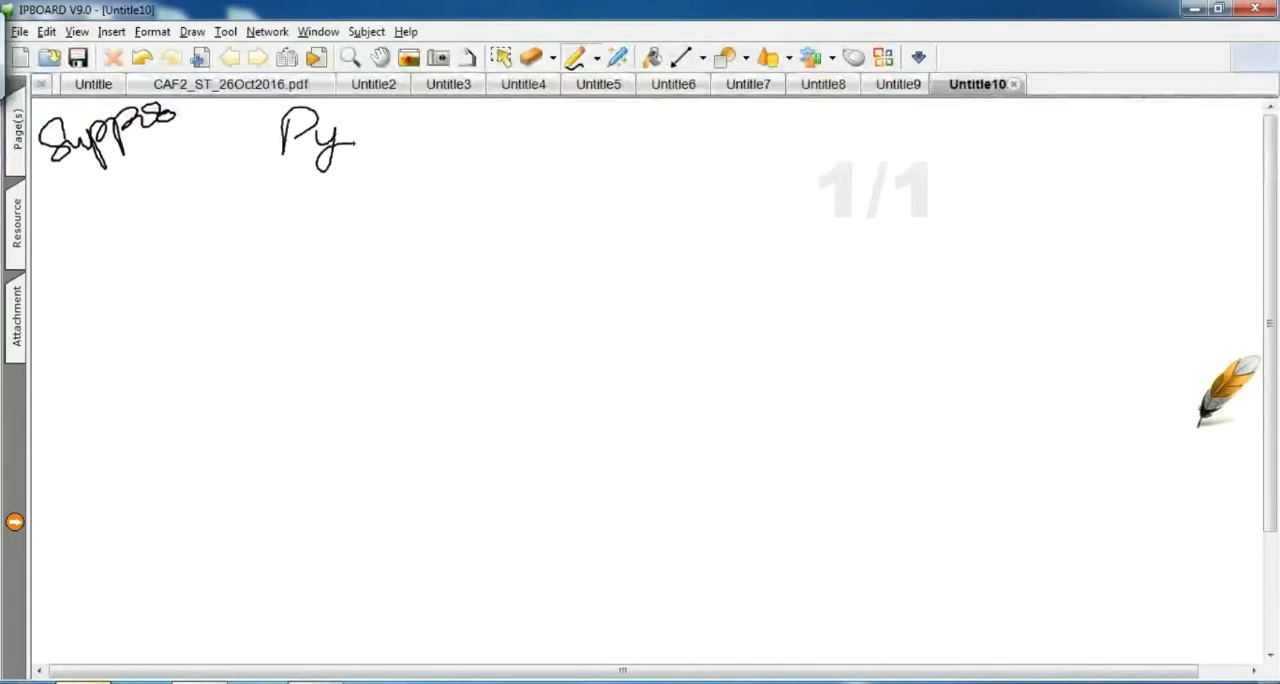 IPBOARD V9.0 - [Untitle10]
File Edit View Insert Format Draw Tool Network Window Subject Help
Untitle CAF2_ST_26Oct2016.pdf Untitle2 Untitle3 Untitle4 Untitle5 Untitle6 Untitle7 Untitle8 Untitle9 Untitle10
Page(s)
Resource
Attachment
Suppos Py
1/1